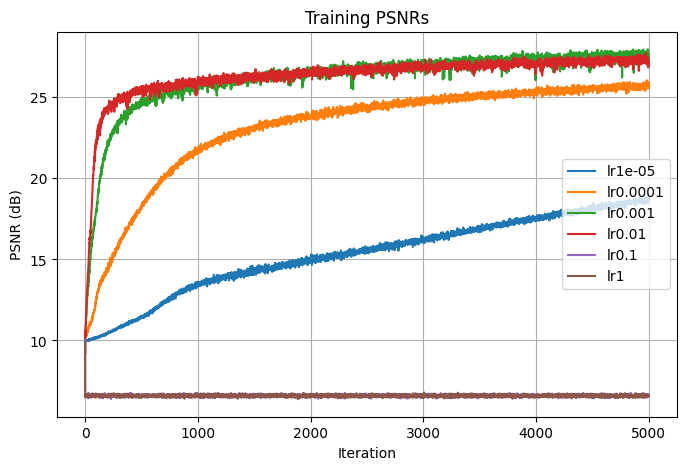 Training PSNRs
PSNR (dB)
25
20
15
10
0
1000
2000
3000
4000
5000
Iteration
lr1e-05
lr0.0001
lr0.001
lr0.01
lr0.1
lr1